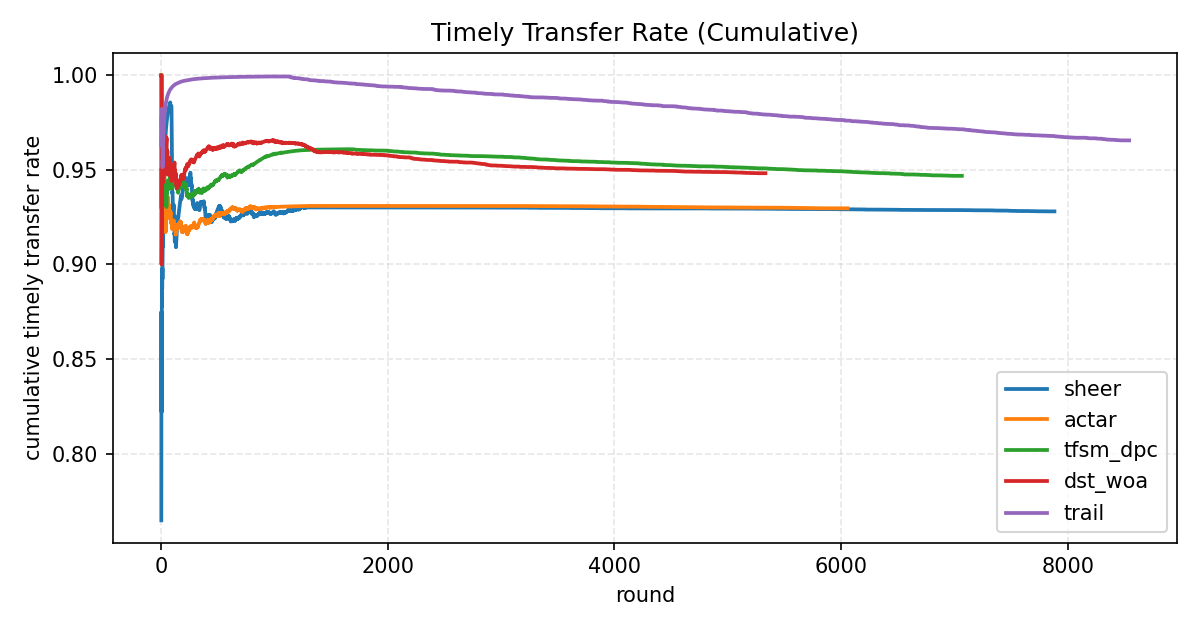 Timely Transfer Rate (Cumulative)
cumulative timely transfer rate
1.00
0.95
0.90
0.85
0.80
0
2000
4000
6000
8000
round
sheer
actar
tfsm_dpc
dst_woa
trail